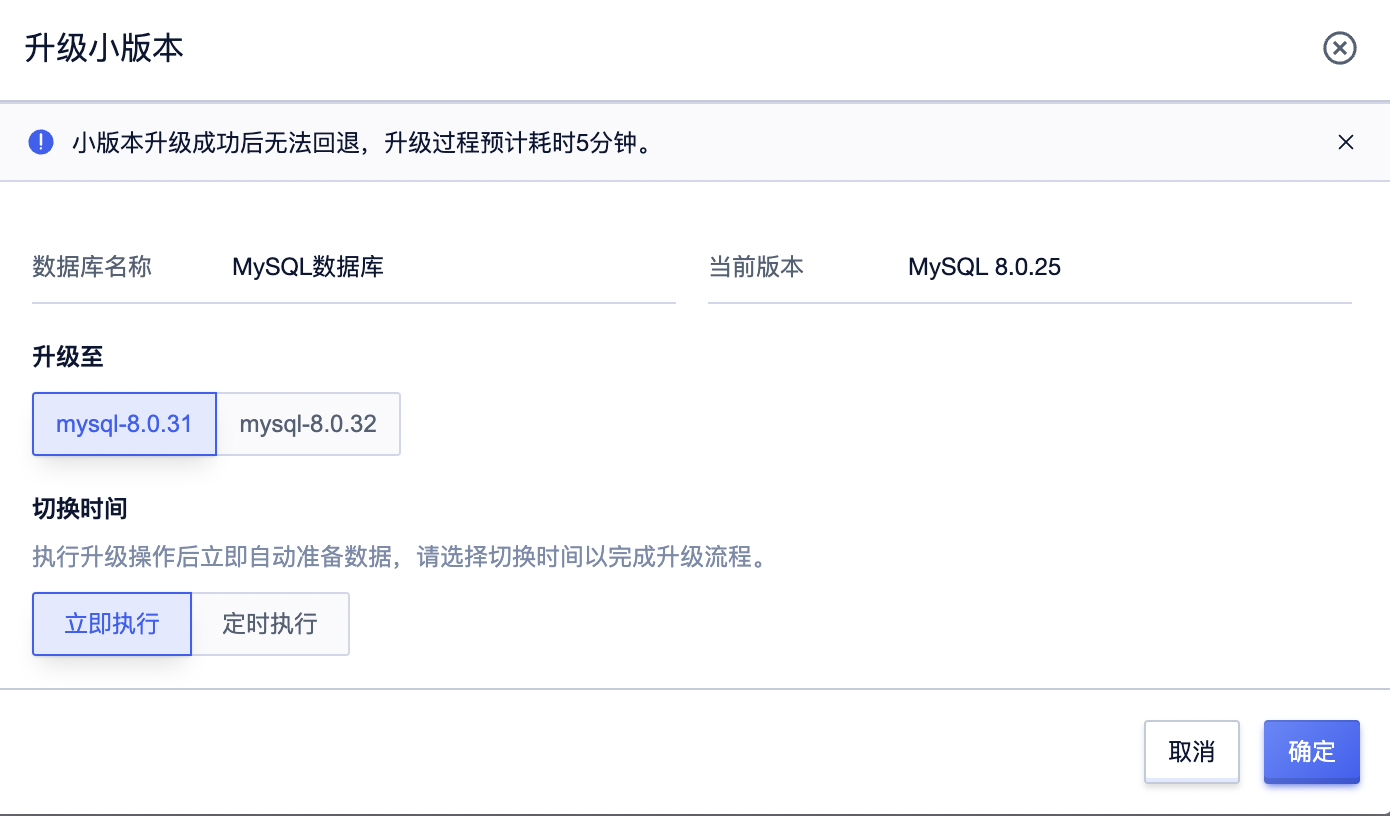 升级小版本
小版本升级成功后无法回退，升级过程预计耗时5分钟。
数据库名称 MySQL数据库 当前版本 MySQL 8.0.25
升级至
mysql-8.0.31 mysql-8.0.32
切换时间
执行升级操作后立即自动准备数据，请选择切换时间以完成升级流程。
立即执行 定时执行
取消 确定